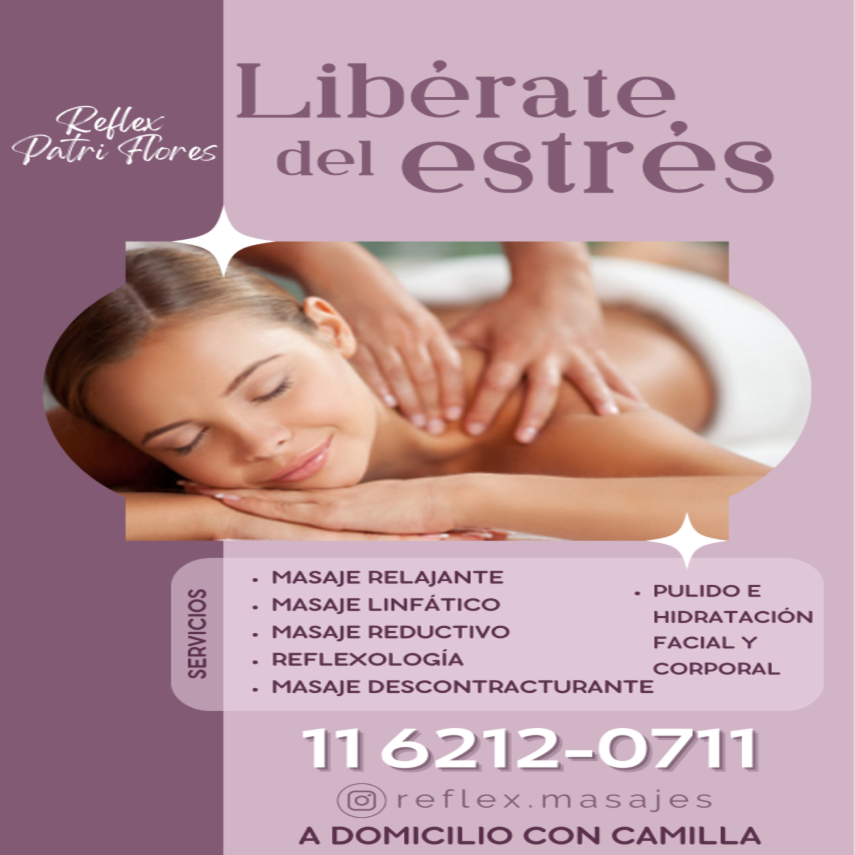 Reflex
Patri Flores
Libérate
del estrés
SERVICIOS
• MASAJE RELAJANTE
• MASAJE LINFÁTICO
• MASAJE REDUCTIVO
• REFLEXOLOGÍA
• MASAJE DESCONTRACTURANTE
• PULIDO E
HIDRATACIÓN
FACIAL Y
CORPORAL
11 6212-0711
reflex.masajes
A DOMICILIO CON CAMILLA